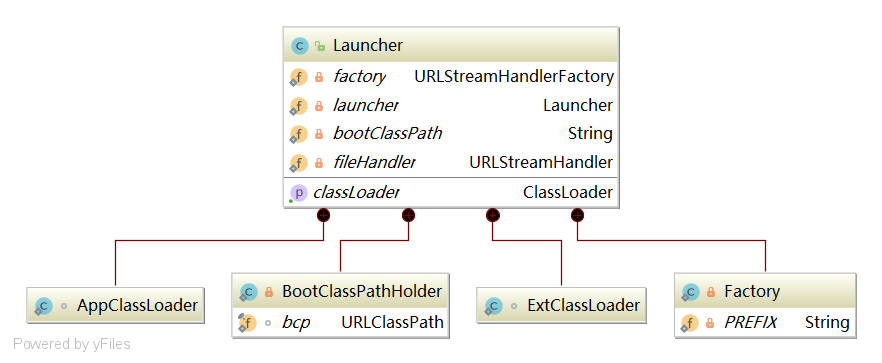 Launcher
factory URLStreamHandlerFactory
launcher Launcher
bootClassPath String
fileHandler URLStreamHandler
classLoader ClassLoader
AppClassLoader
BootClassPathHolder
bcp URLClassPath
ExtClassLoader
Factory
PREFIX String
Powered by yFiles